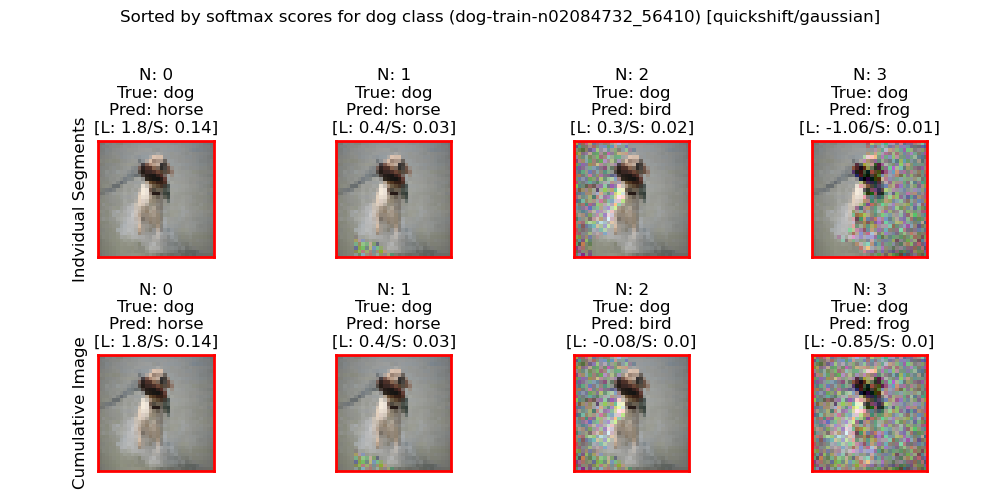 Sorted by softmax scores for dog class (dog-train-n02084732_56410) [quickshift/gaussian]
Indvidual Segments
N: 0
True: dog
Pred: horse
[L: 1.8/S: 0.14]
N: 1
True: dog
Pred: horse
[L: 0.4/S: 0.03]
N: 2
True: dog
Pred: bird
[L: 0.3/S: 0.02]
N: 3
True: dog
Pred: frog
[L: -1.06/S: 0.01]
Cumulative Image
N: 0
True: dog
Pred: horse
[L: 1.8/S: 0.14]
N: 1
True: dog
Pred: horse
[L: 0.4/S: 0.03]
N: 2
True: dog
Pred: bird
[L: -0.08/S: 0.0]
N: 3
True: dog
Pred: frog
[L: -0.85/S: 0.0]